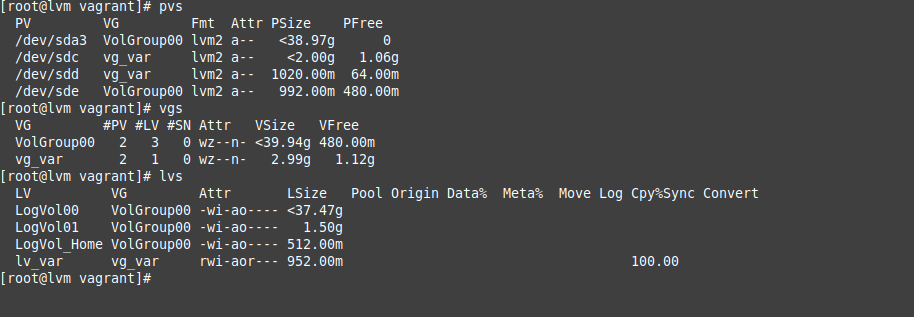 [root@lvm vagrant]# pvs
  PV         VG         Fmt  Attr PSize    PFree
  /dev/sda3  VolGroup00 lvm2 a--   <38.97g      0
  /dev/sdc   vg_var     lvm2 a--    <2.00g   1.06g
  /dev/sdd   vg_var     lvm2 a--  1020.00m  64.00m
  /dev/sde   VolGroup00 lvm2 a--   992.00m 480.00m
[root@lvm vagrant]# vgs
  VG         #PV #LV #SN Attr   VSize   VFree
  VolGroup00   2   3   0 wz--n- <39.94g 480.00m
  vg_var       2   1   0 wz--n-   2.99g   1.12g
[root@lvm vagrant]# lvs
  LV          VG         Attr       LSize   Pool Origin Data%  Meta%  Move Log Cpy%Sync Convert
  LogVol00    VolGroup00 -wi-ao---- <37.47g
  LogVol01    VolGroup00 -wi-ao----   1.50g
  LogVol_Home VolGroup00 -wi-ao---- 512.00m
  lv_var      vg_var     rwi-aor--- 952.00m                                    100.00
[root@lvm vagrant]#